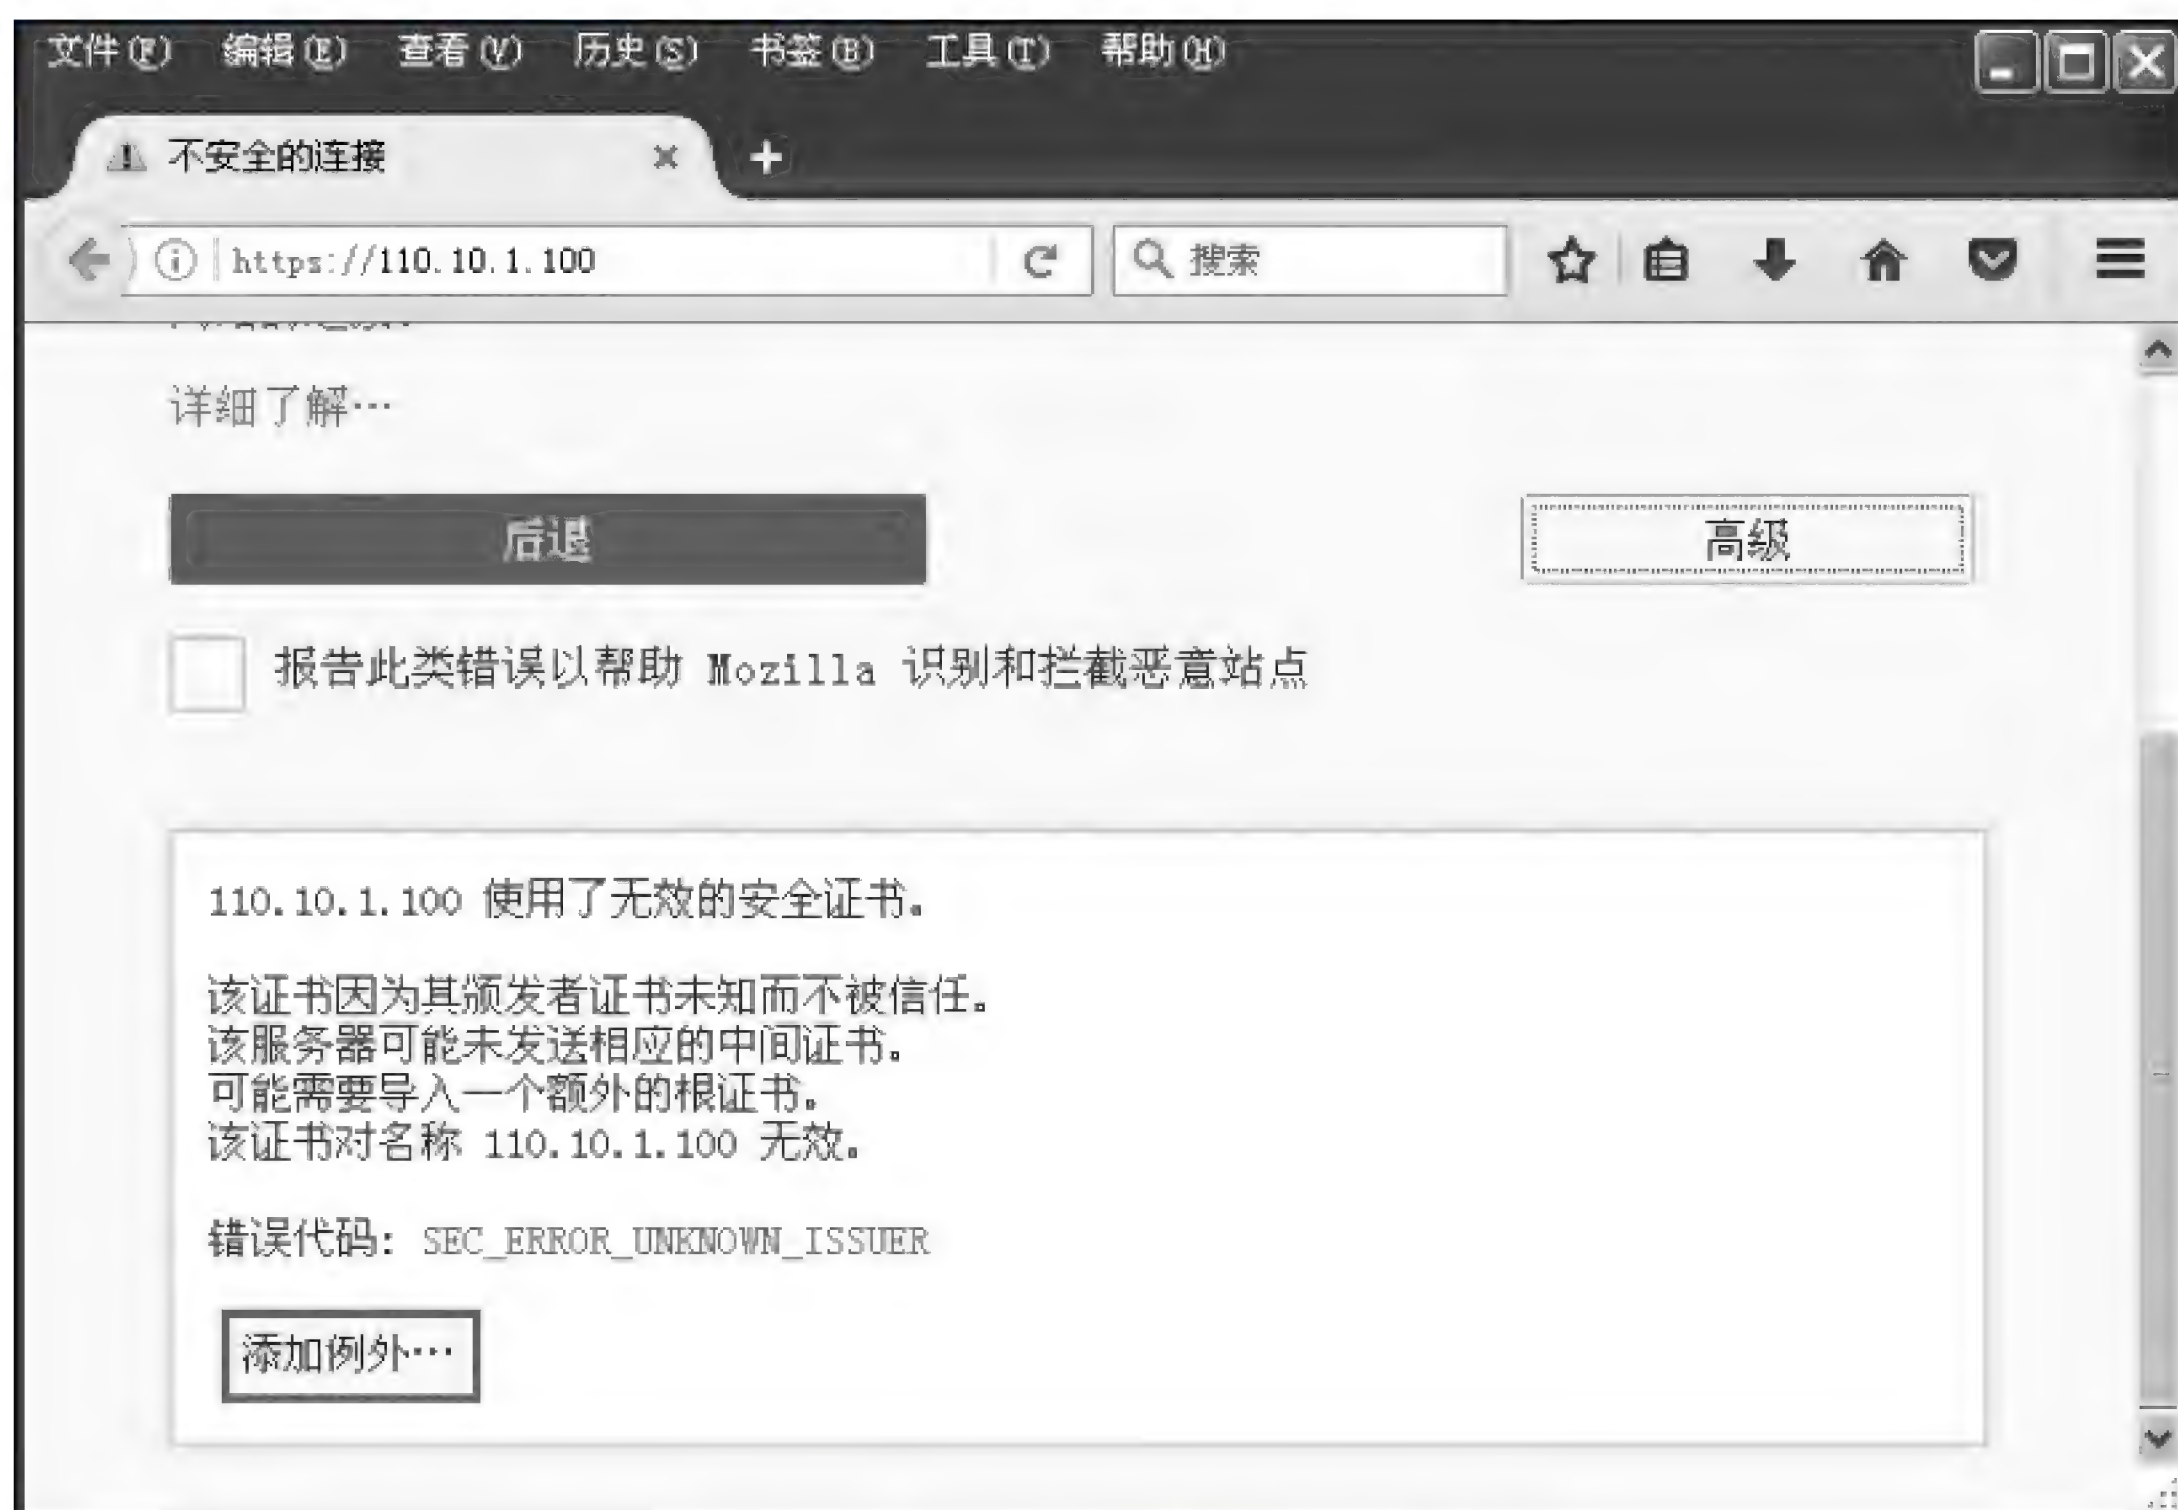 文件(F) 编辑(E) 查看(V) 历史(S) 书签(B) 工具(T) 帮助(H)
不安全的连接
https://110.10.1.100
搜索
详细了解…
后退
高级
报告此类错误以帮助 Mozilla 识别和拦截恶意站点
110.10.1.100 使用了无效的安全证书。
该证书因为其颁发者证书未知而不被信任。
该服务器可能未发送相应的中间证书。
可能需要导入一个额外的根证书。
该证书对名称 110.10.1.100 无效。
错误代码: SEC_ERROR_UNKNOWN_ISSUER
添加例外…